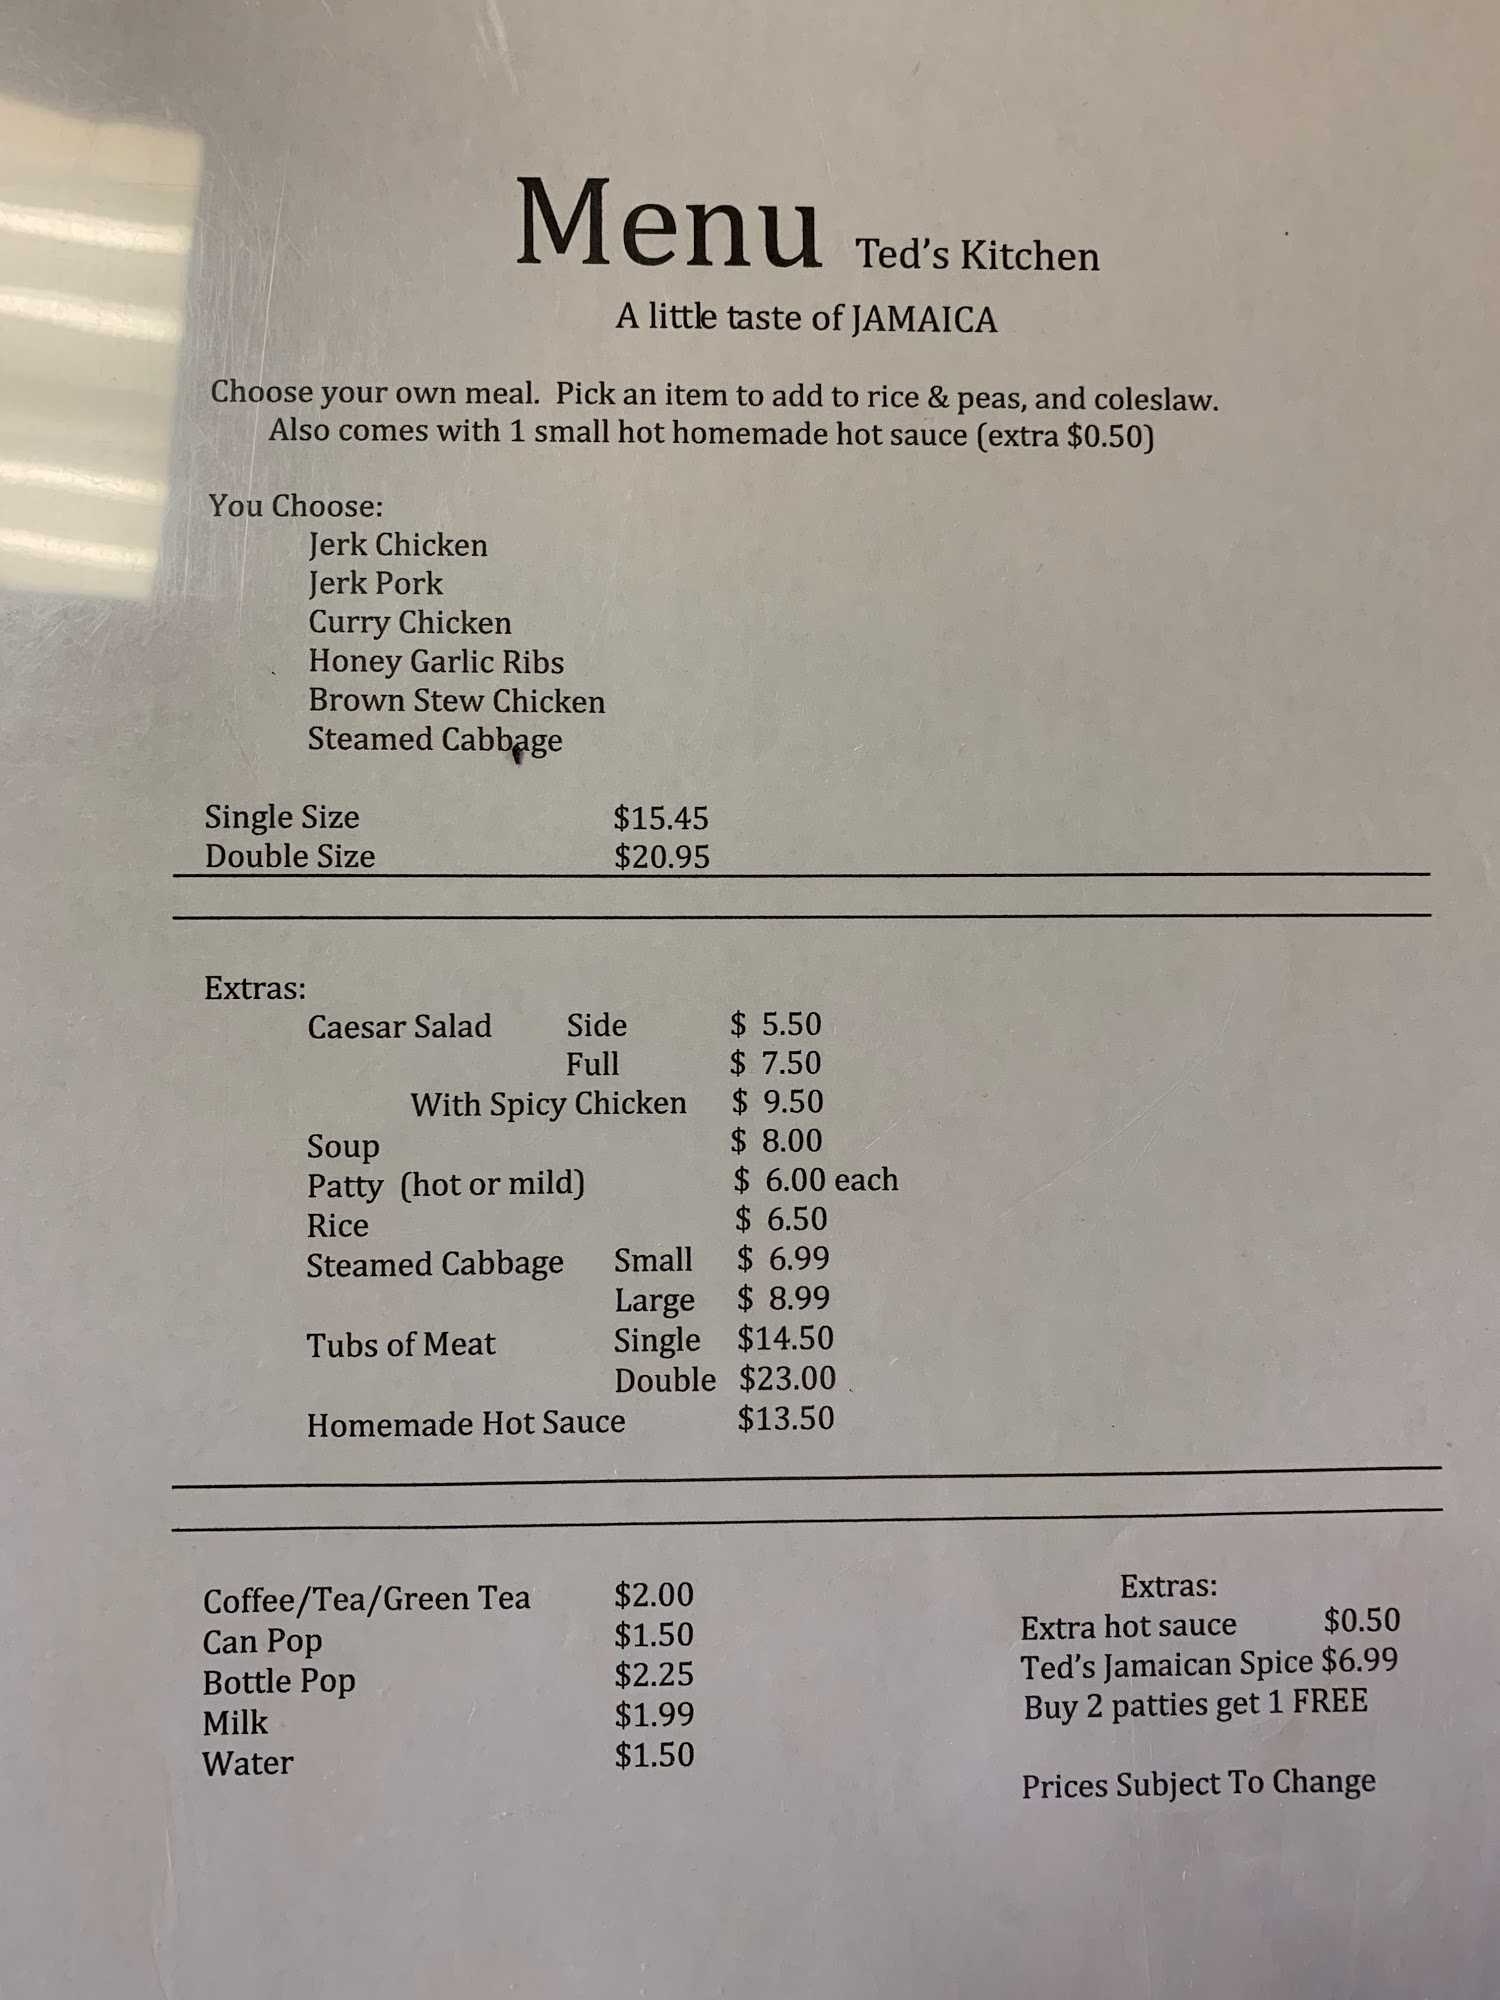 Menu Ted's Kitchen
A little taste of JAMAICA
Choose your own meal. Pick an item to add to rice & peas, and coleslaw.
Also comes with 1 small hot homemade hot sauce (extra $0.50)
You Choose:
Jerk Chicken
Jerk Pork
Curry Chicken
Honey Garlic Ribs
Brown Stew Chicken
Steamed Cabbage
Single Size $15.45
Double Size $20.95
Extras:
Caesar Salad Side $ 5.50
Full $ 7.50
With Spicy Chicken $ 9.50
Soup $ 8.00
Patty (hot or mild) $ 6.00 each
Rice $ 6.50
Steamed Cabbage Small $ 6.99
Large $ 8.99
Tubs of Meat Single $14.50
Double $23.00
Homemade Hot Sauce $13.50
Coffee/Tea/Green Tea $2.00
Can Pop $1.50
Bottle Pop $2.25
Milk $1.99
Water $1.50
Extras:
Extra hot sauce $0.50
Ted's Jamaican Spice $6.99
Buy 2 patties get 1 FREE
Prices Subject To Change